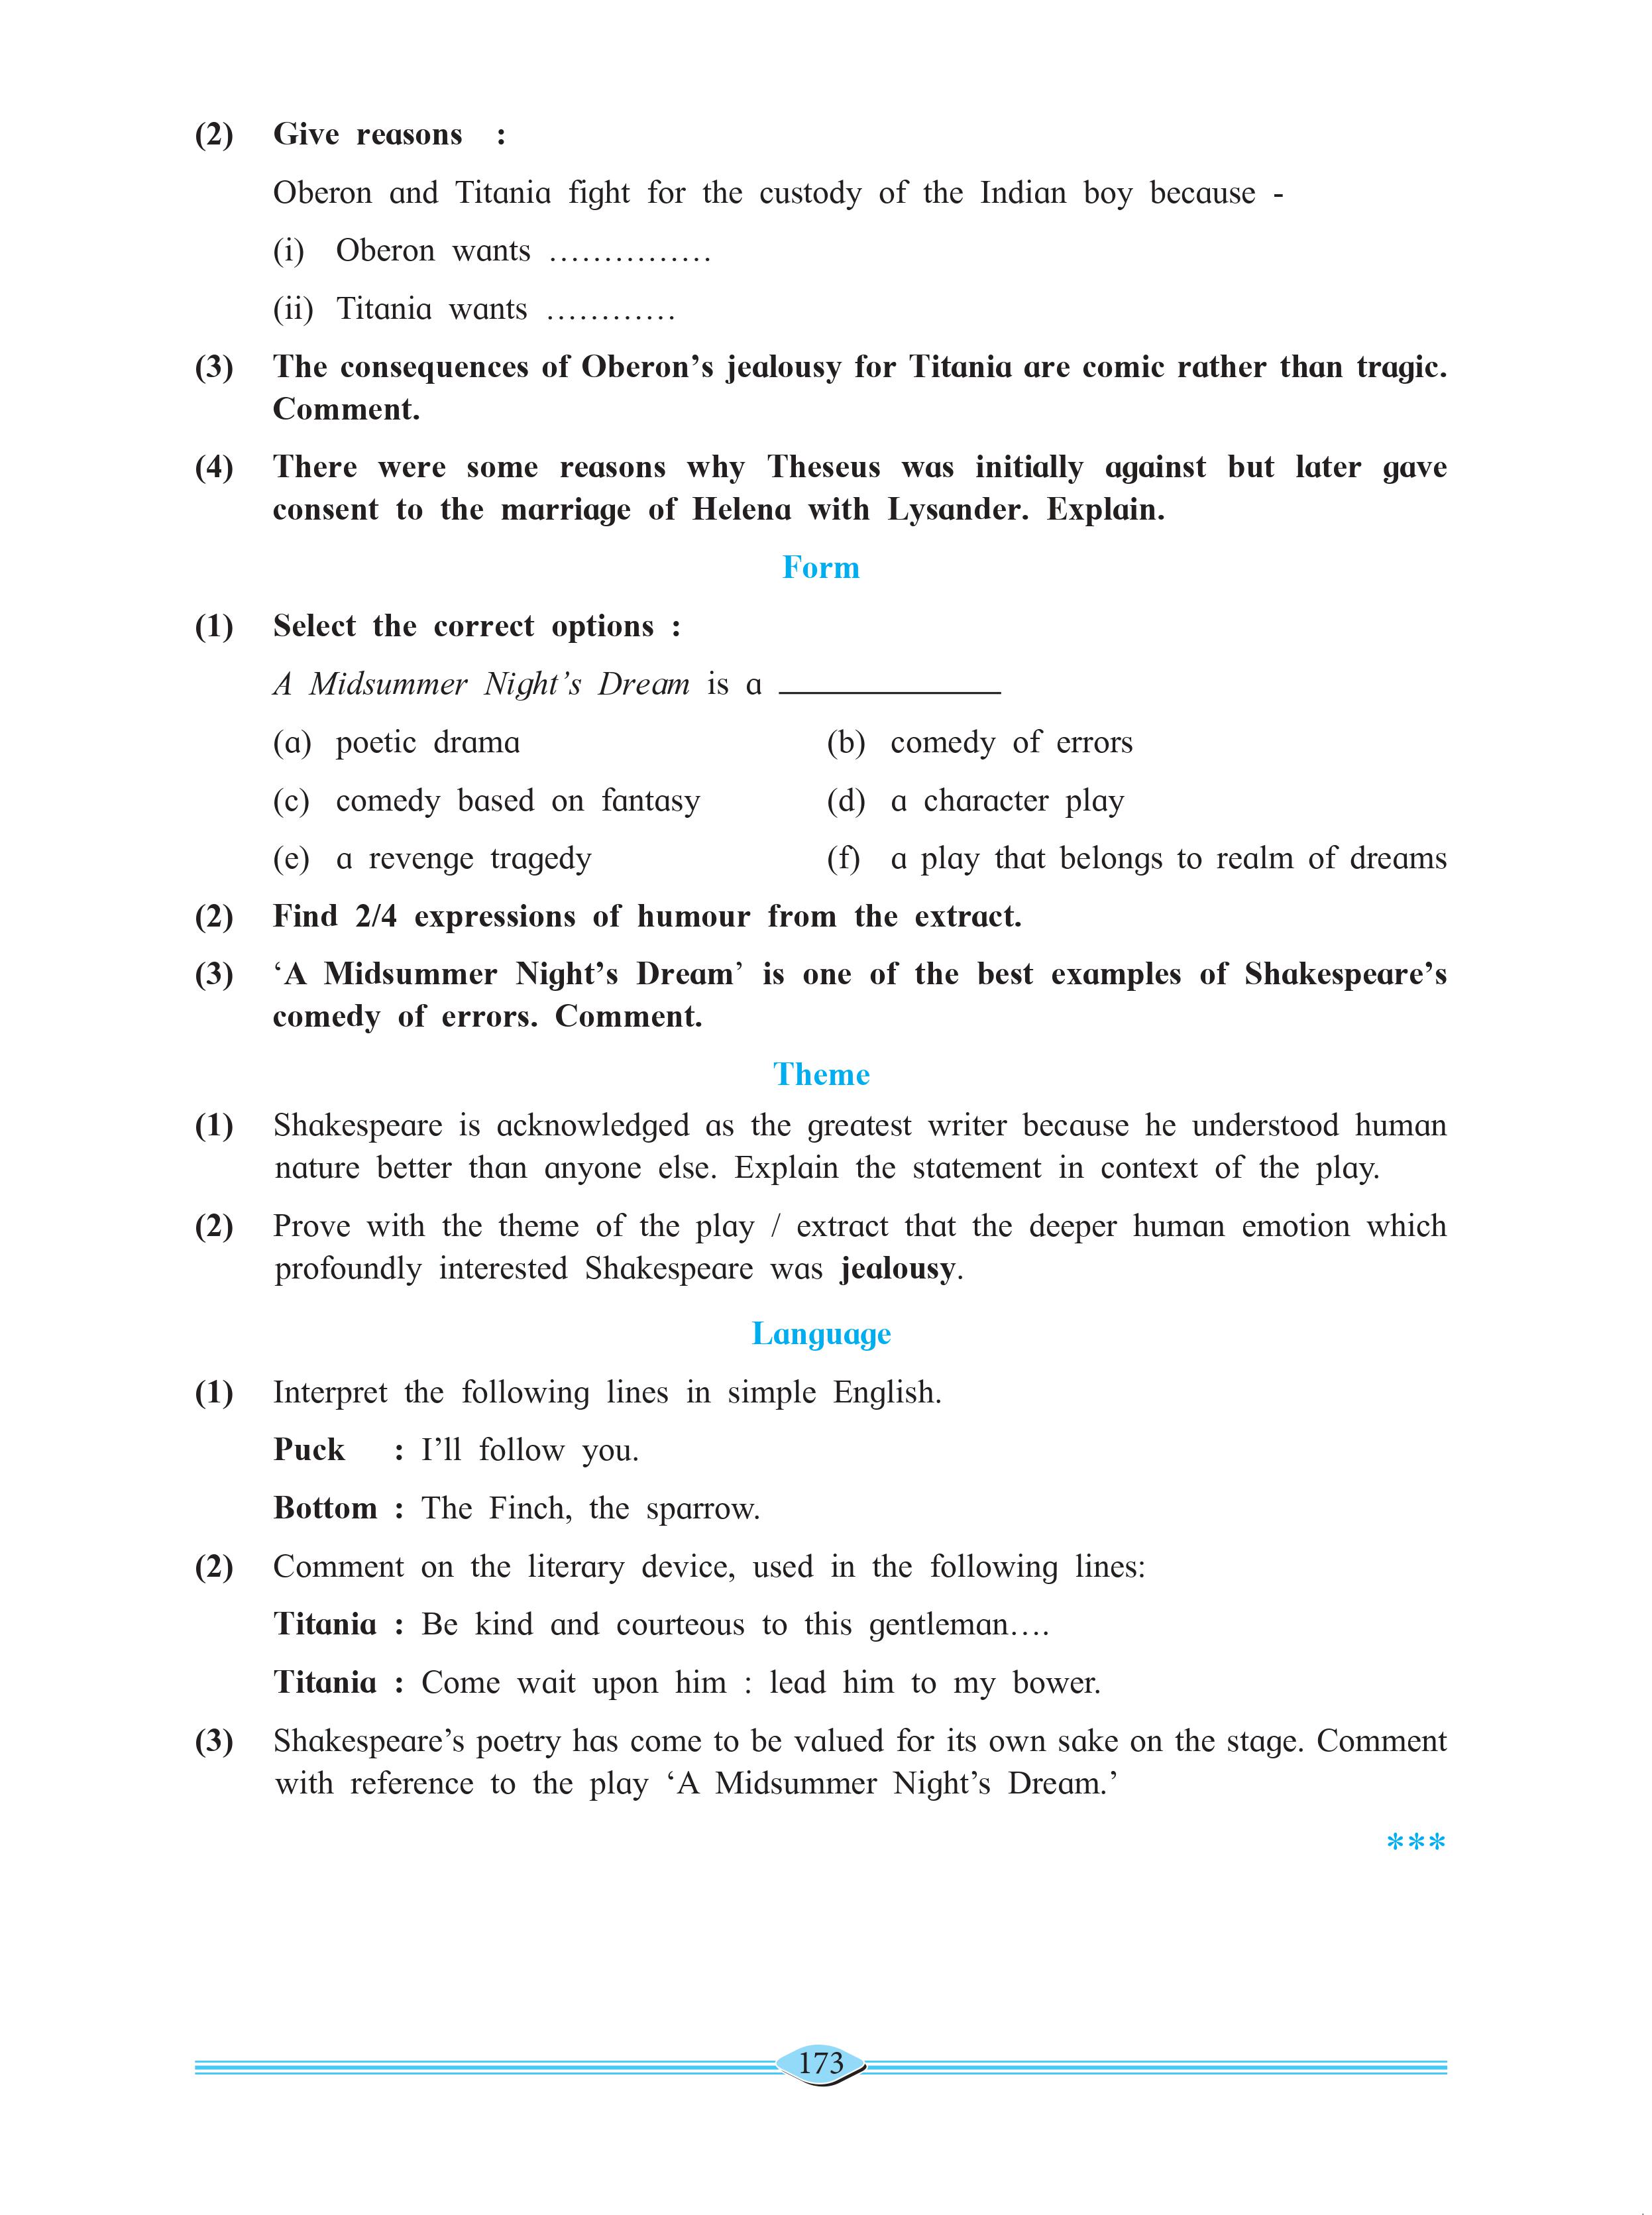 (2) Give reasons :
Oberon and Titania fight for the custody of the Indian boy because -
(i) Oberon wants ...............
(ii) Titania wants ............
(3) The consequences of Oberon’s jealousy for Titania are comic rather than tragic.
Comment.
(4) There were some reasons why Theseus was initially against but later gave
consent to the marriage of Helena with Lysander. Explain.
Form
(1) Select the correct options :
A Midsummer Night’s Dream is a ______________
(a) poetic drama (b) comedy of errors
(c) comedy based on fantasy (d) a character play
(e) a revenge tragedy (f) a play that belongs to realm of dreams
(2) Find 2/4 expressions of humour from the extract.
(3) ‘A Midsummer Night’s Dream’ is one of the best examples of Shakespeare’s
comedy of errors. Comment.
Theme
(1) Shakespeare is acknowledged as the greatest writer because he understood human
nature better than anyone else. Explain the statement in context of the play.
(2) Prove with the theme of the play / extract that the deeper human emotion which
profoundly interested Shakespeare was jealousy.
Language
(1) Interpret the following lines in simple English.
Puck : I’ll follow you.
Bottom : The Finch, the sparrow.
(2) Comment on the literary device, used in the following lines:
Titania : Be kind and courteous to this gentleman....
Titania : Come wait upon him : lead him to my bower.
(3) Shakespeare’s poetry has come to be valued for its own sake on the stage. Comment
with reference to the play ‘A Midsummer Night’s Dream.’
***
173